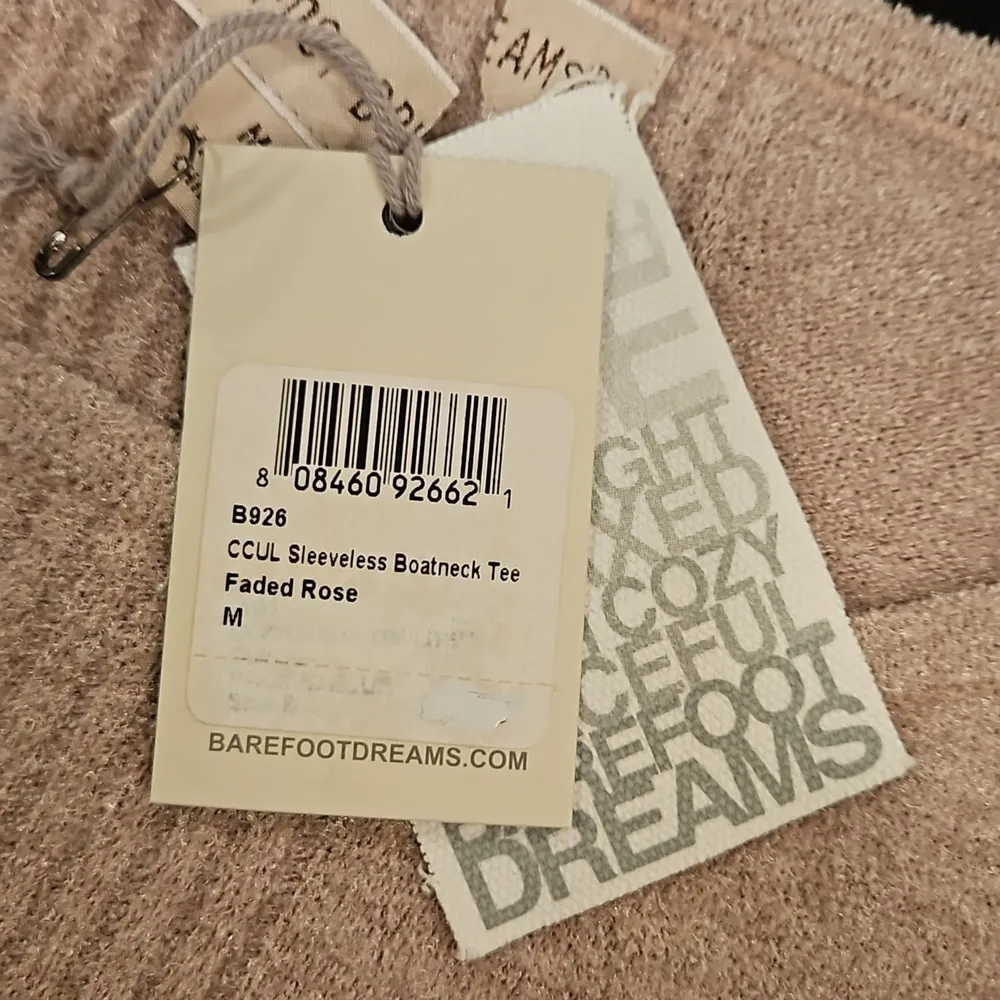 EAMS
M
8 08460 92662 1
B926
CCUL Sleeveless Boatneck Tee
Faded Rose
M
BAREFOOTDREAMS.COM
GHT
XED
COZY
CEFUL
REFOOT
DREAMS